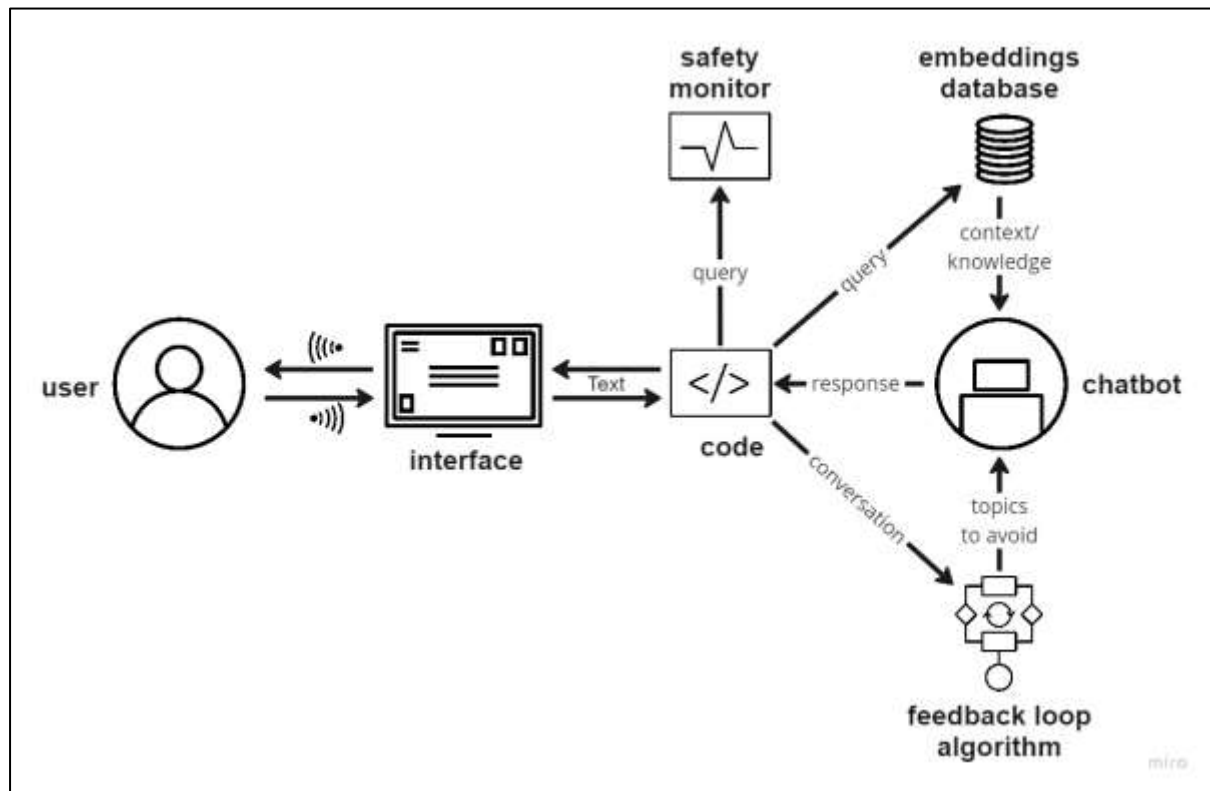 safety
monitor
embeddings
database
query
query
context/
knowledge
user
interface
Text
</>
code
response
chatbot
conversation
topics
to avoid
feedback loop
algorithm
miro